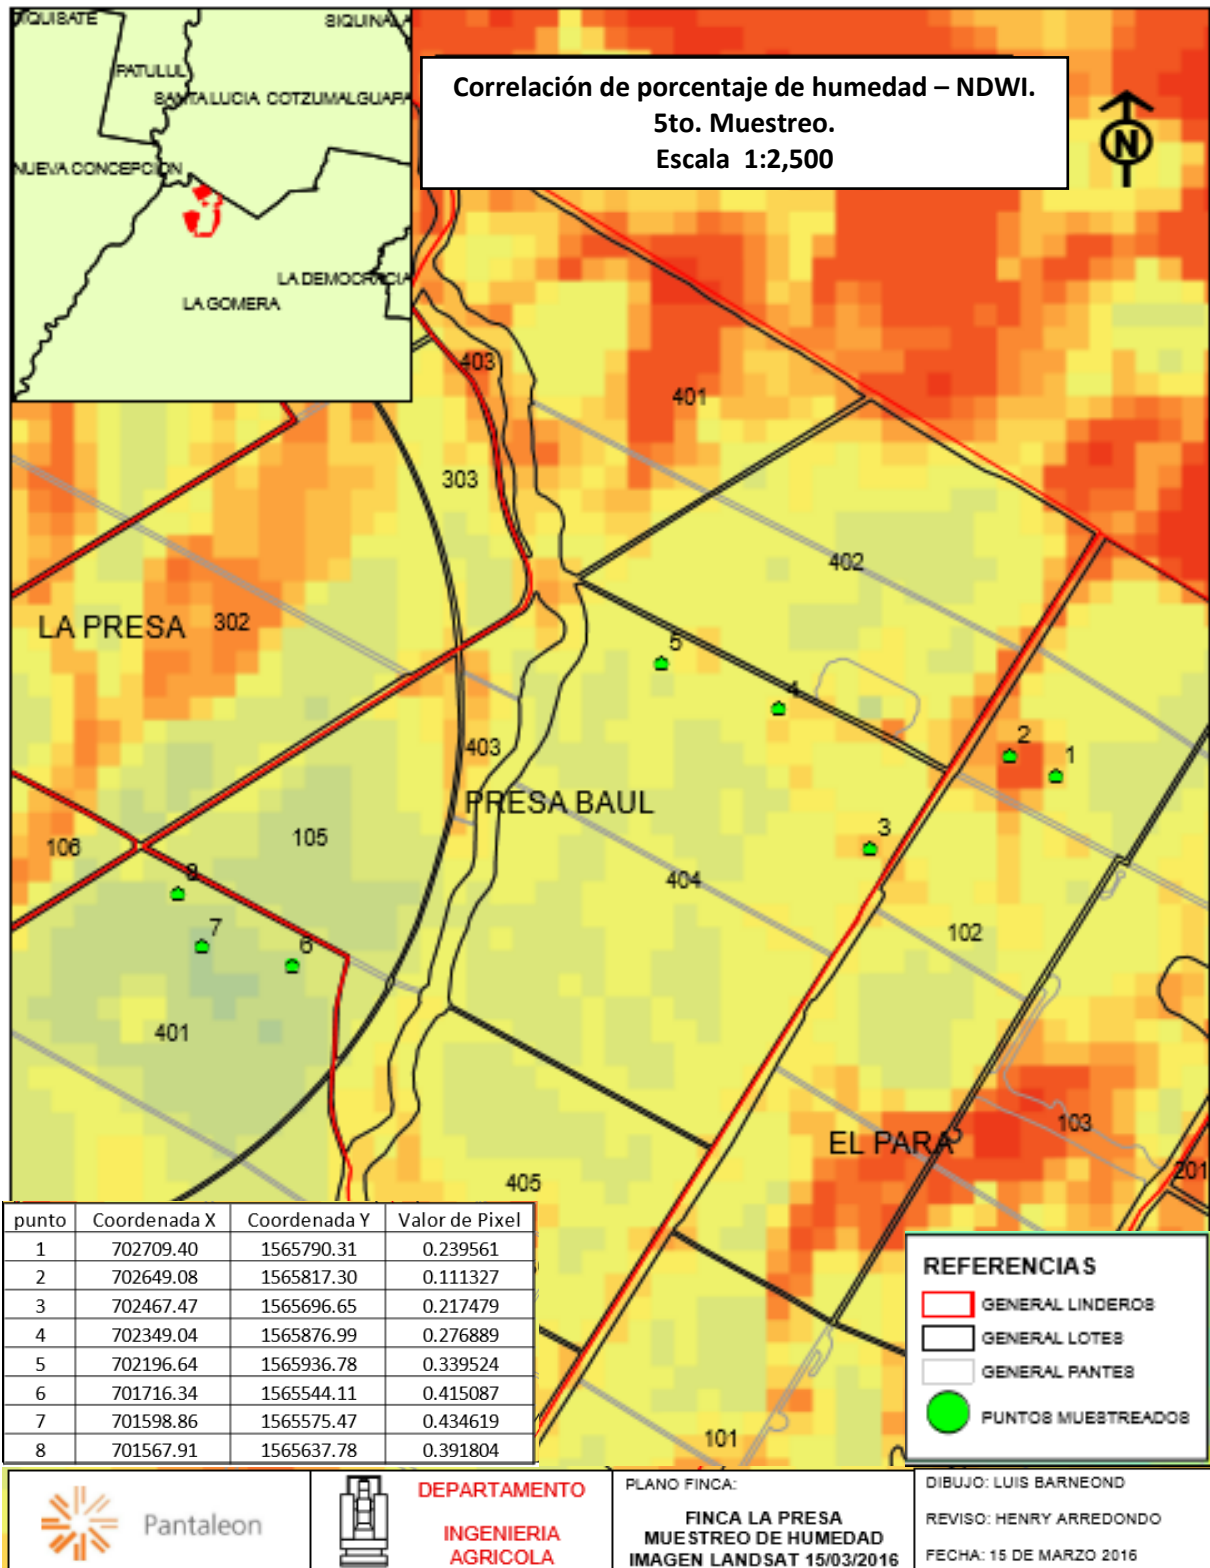 TIQUISATE
SIQUINALA
PATULUL
SANTA LUCIA COTZUMALGUAPA
NUEVA CONCEPCION
LA DEMOCRACIA
LA GOMERA
Correlación de porcentaje de humedad – NDWI.
5to. Muestreo.
Escala 1:2,500
N
403
401
303
402
LA PRESA
302
5
4
2
1
403
PRESA BAUL
3
106
105
404
8
7
6
102
401
103
EL PARA
201
405
101
punto Coordenada X Coordenada Y Valor de Pixel
1 702709.40 1565790.31 0.239561
2 702649.08 1565817.30 0.111327
3 702467.47 1565696.65 0.217479
4 702349.04 1565876.99 0.276889
5 702196.64 1565936.78 0.339524
6 701716.34 1565544.11 0.415087
7 701598.86 1565575.47 0.434619
8 701567.91 1565637.78 0.391804
REFERENCIAS
GENERAL LINDEROS
GENERAL LOTES
GENERAL PANTES
PUNTOS MUESTREADOS
Pantaleon
DEPARTAMENTO
INGENIERIA
AGRICOLA
PLANO FINCA:
FINCA LA PRESA
MUESTREO DE HUMEDAD
IMAGEN LANDSAT 15/03/2016
DIBUJO: LUIS BARNEOND
REVISO: HENRY ARREDONDO
FECHA: 15 DE MARZO 2016